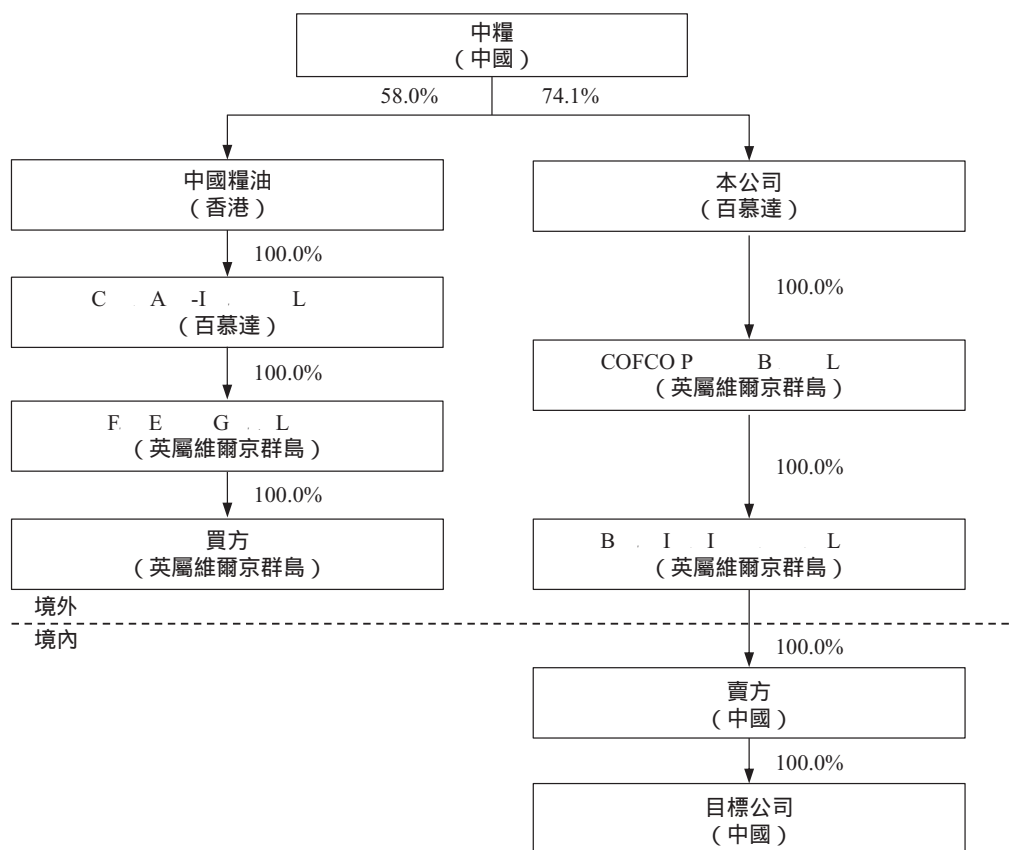 中糧
（中國）
58.0%
74.1%
中國糧油
（香港）
本公司
（百慕達）
100.0%
100.0%
C A -I L
（百慕達）
COFCO P B L
（英屬維爾京群島）
100.0%
F E G L
（英屬維爾京群島）
100.0%
100.0%
買方
（英屬維爾京群島）
B I I L
（英屬維爾京群島）
境外
境內
100.0%
賣方
（中國）
100.0%
目標公司
（中國）